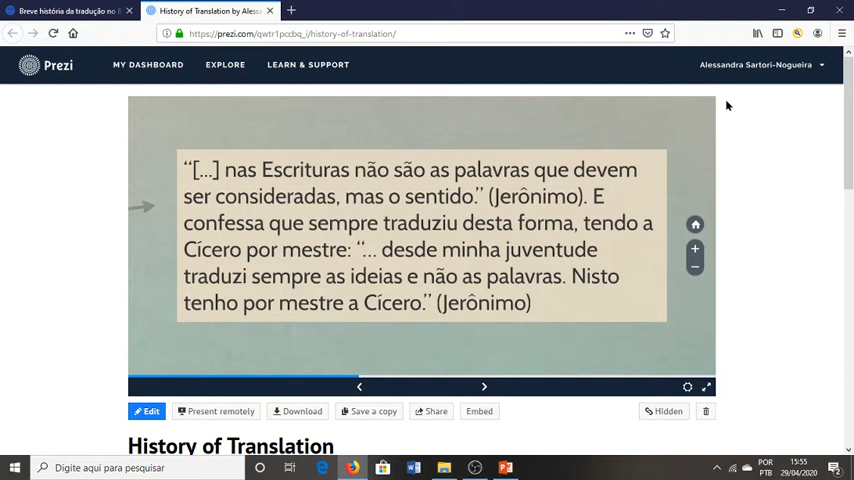 Breve história da tradução no B
History of Translation by Alessa
https://prezi.com/qwtr1pccbq_i/history-of-translation/
Prezi
MY DASHBOARD
EXPLORE
LEARN & SUPPORT
Alessandra Sartori-Nogueira
“[...] nas Escrituras não são as palavras que devem
ser consideradas, mas o sentido.” (Jerônimo). E
confessa que sempre traduziu desta forma, tendo a
Cícero por mestre: “... desde minha juventude
traduzi sempre as ideias e não as palavras. Nisto
tenho por mestre a Cícero.” (Jerônimo)
Edit
Present remotely
Download
Save a copy
Share
Embed
Hidden
History of Translation
Digite aqui para pesquisar
POR
PTB
15:55
29/04/2020
2